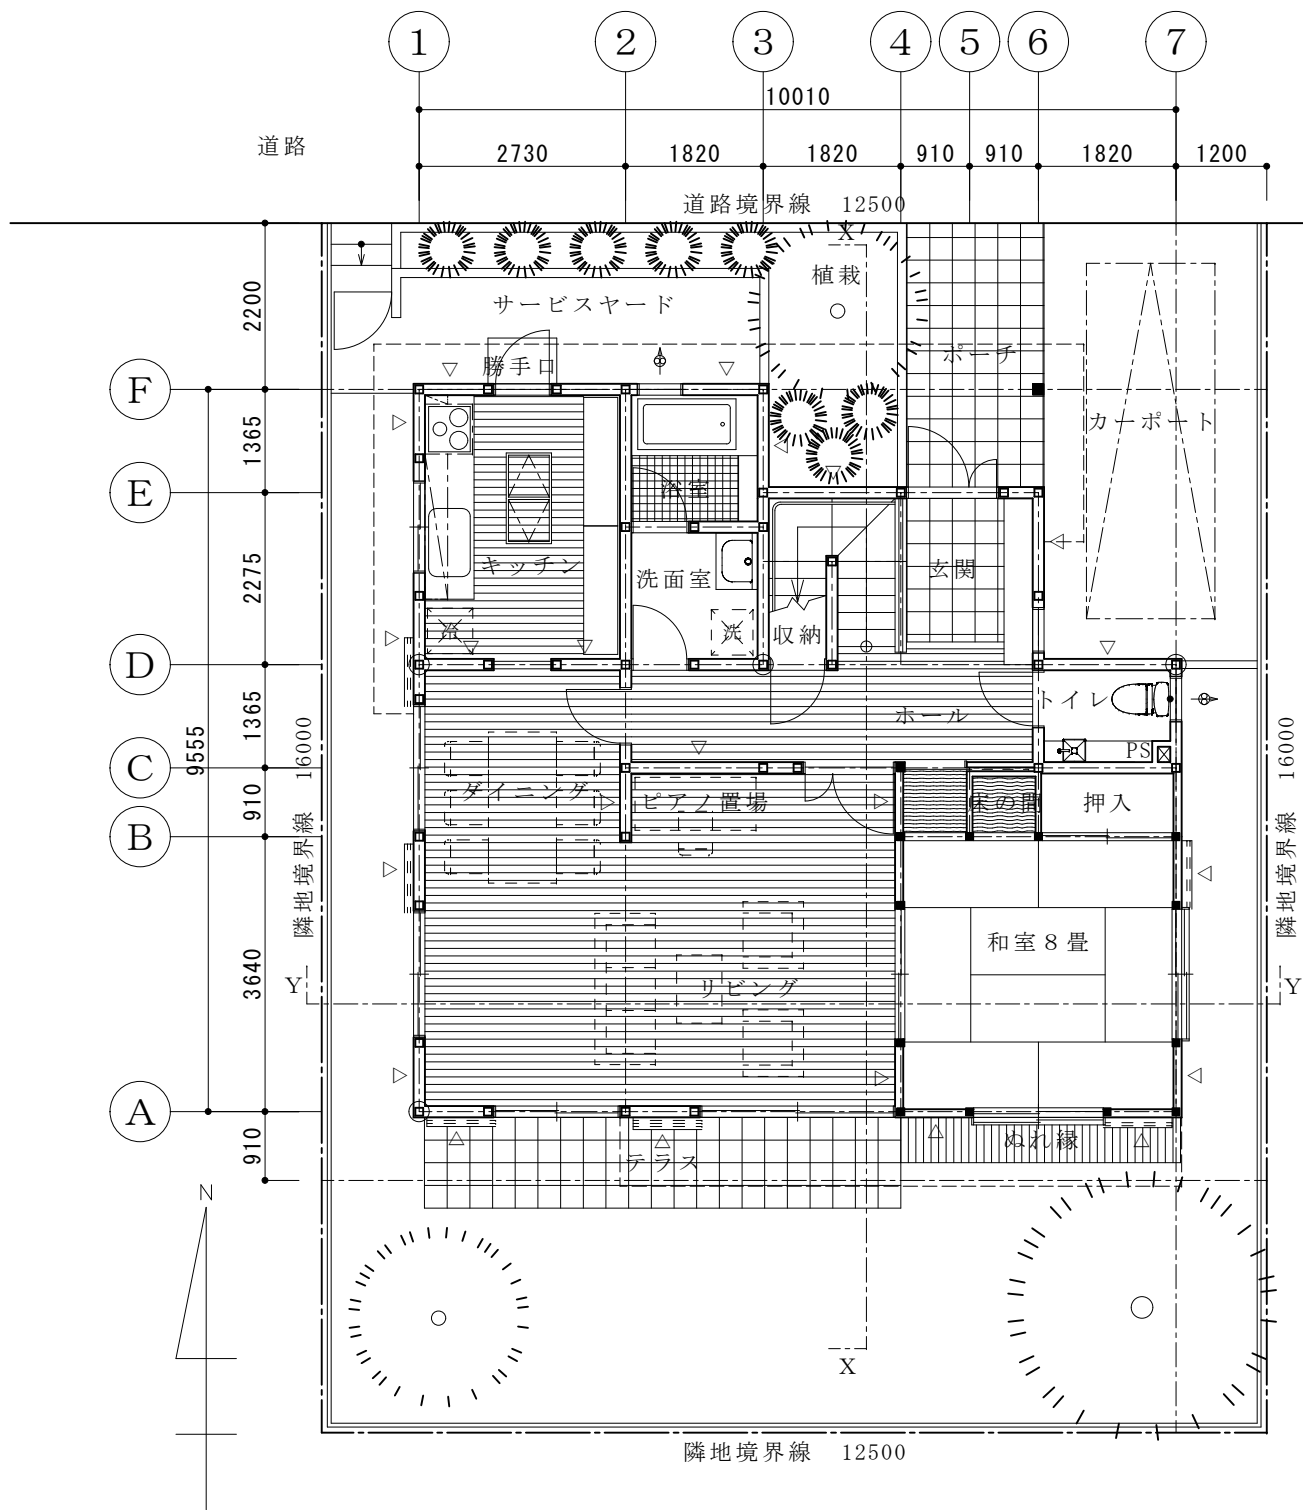 1
2
3
4
5
6
7
10010
道路
2730
1820
1820
910
910
1820
1200
道路境界線 12500
X
植栽
サービスヤード
2200
勝手口
ポーチ
F
カーポート
1365
E
浴室
キッチン
洗面室
玄関
2275
冷
洗
収納
D
トイレ
ホール
1365
9555
16000
16000
PS
C
ダイニング
ピアノ置場
床の間
押入
910
B
隣地境界線
隣地境界線
和室8畳
3640
リビング
Y
Y
A
ぬれ縁
910
テラス
N
X
隣地境界線 12500